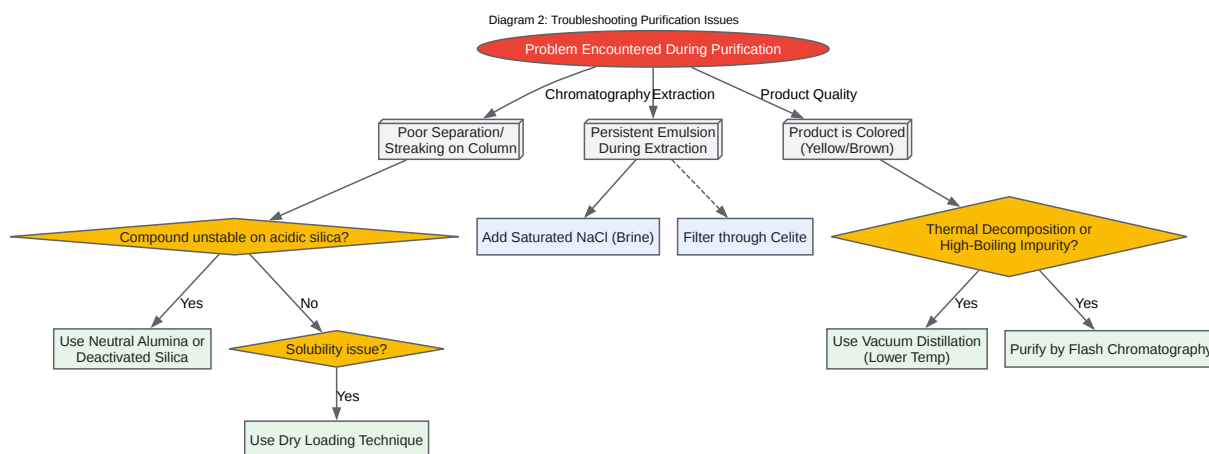 Diagram 2: Troubleshooting Purification Issues
Problem Encountered During Purification
Chromatography
Extraction
Product Quality
Poor Separation/
Streaking on Column
Persistent Emulsion
During Extraction
Product is Colored
(Yellow/Brown)
Compound unstable on acidic silica?
Add Saturated NaCl (Brine)
Filter through Celite
Thermal Decomposition or
High-Boiling Impurity?
Yes
No
Yes
Yes
Use Neutral Alumina or
Deactivated Silica
Solubility issue?
Use Vacuum Distillation
(Lower Temp)
Purify by Flash Chromatography
Yes
Use Dry Loading Technique